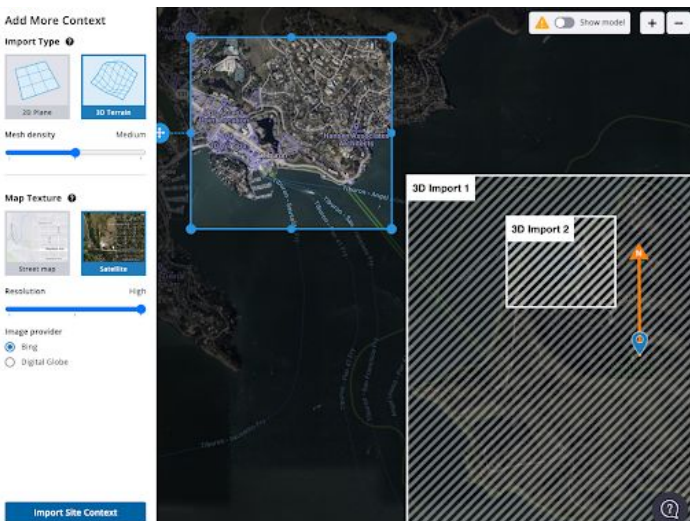 Add More Context
Import Type
2D Plane
3D Terrain
Mesh density
Medium
Map Texture
Street map
Satellite
Resolution
High
Image provider
Bing
Digital Globe
Import Site Context
Show model
+
−
Architects
3D Import 1
3D Import 2
N